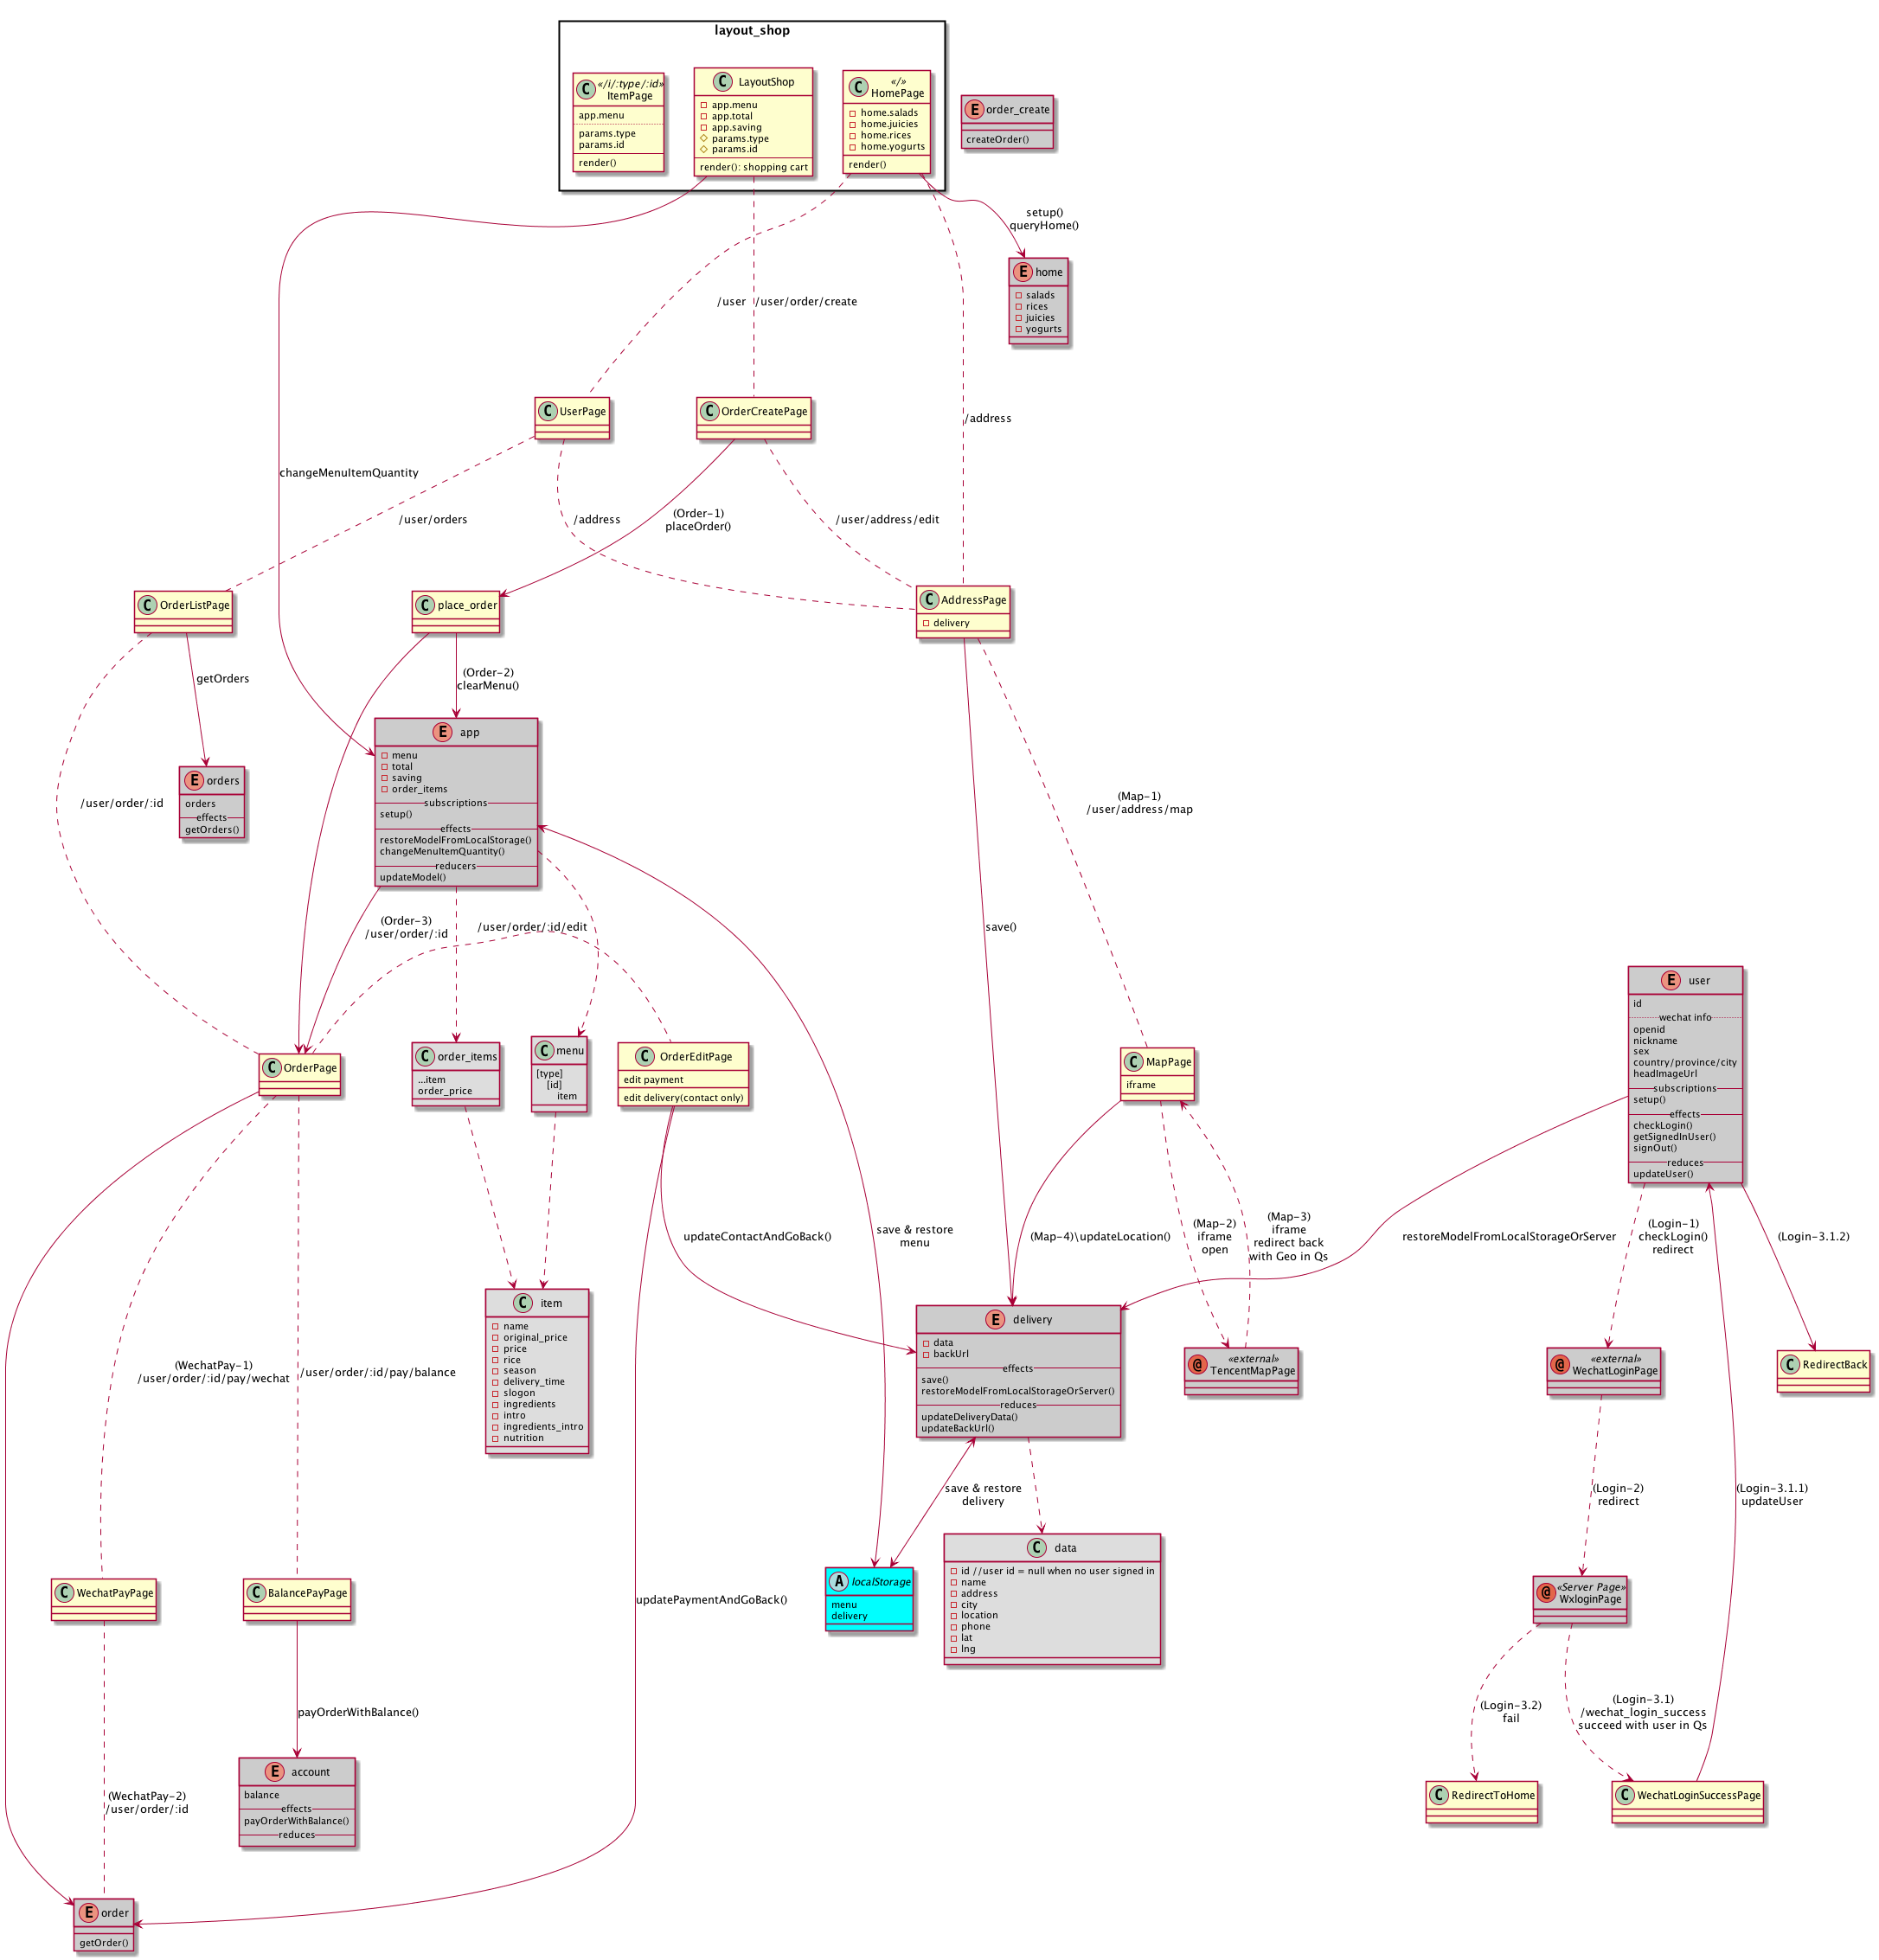 layout_shop
C
«/i/:type/:id»
ItemPage
app.menu
params.type
params.id
render()
C LayoutShop
app.menu
app.total
app.saving
params.type
params.id
render(): shopping cart
C
«/»
HomePage
home.salads
home.juicies
home.rices
home.yogurts
render()
E order_create
createOrder()
setup()
queryHome()
E home
salads
rices
juicies
yogurts
/user
/user/order/create
/address
C UserPage
C OrderCreatePage
changeMenuItemQuantity
/user/orders
/address
(Order-1)
placeOrder()
/user/address/edit
C OrderListPage
C place_order
C AddressPage
delivery
getOrders
(Order-2)
clearMenu()
/user/order/:id
E orders
orders
effects
getOrders()
E app
menu
total
saving
order_items
subscriptions
setup()
effects
restoreModelFromLocalStorage()
changeMenuItemQuantity()
reducers
updateModel()
(Map-1)
/user/address/map
(Order-3)
/user/order/:id
/user/order/:id/edit
save()
C OrderPage
C order_items
...item
order_price
C menu
[type]
[id]
item
C OrderEditPage
edit payment
edit delivery(contact only)
C MapPage
iframe
E user
id
wechat info
openid
nickname
sex
country/province/city
headImageUrl
subscriptions
setup()
effects
checkLogin()
getSignedInUser()
signOut()
reduces
updateUser()
updateContactAndGoBack()
save & restore
menu
(Map-4)\updateLocation()
(Map-2)
iframe
open
(Map-3)
iframe
redirect back
with Geo in Qs
restoreModelFromLocalStorageOrServer
(Login-1)
checkLogin()
redirect
(Login-3.1.2)
C item
name
original_price
price
rice
season
delivery_time
slogon
ingredients
intro
ingredients_intro
nutrition
E delivery
data
backUrl
effects
save()
restoreModelFromLocalStorageOrServer()
reduces
updateDeliveryData()
updateBackUrl()
@
«external»
TencentMapPage
@
«external»
WechatLoginPage
C RedirectBack
(WechatPay-1)
/user/order/:id/pay/wechat
/user/order/:id/pay/balance
save & restore
delivery
(Login-2)
redirect
(Login-3.1.1)
updateUser
C WechatPayPage
C BalancePayPage
updatePaymentAndGoBack()
A localStorage
menu
delivery
C data
id //user id = null when no user signed in
name
address
city
location
phone
lat
lng
@
«Server Page»
WxloginPage
payOrderWithBalance()
(Login-3.2)
fail
(Login-3.1)
/wechat_login_success
succeed with user in Qs
E account
balance
effects
payOrderWithBalance()
reduces
(WechatPay-2)
/user/order/:id
C RedirectToHome
C WechatLoginSuccessPage
E order
getOrder()